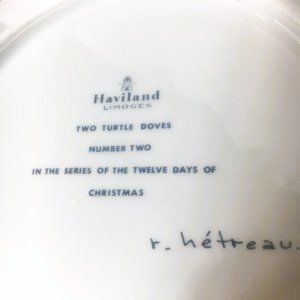 Haviland
LIMOGES
TWO TURTLE DOVES
NUMBER TWO
IN THE SERIES OF THE TWELVE DAYS OF
CHRISTMAS
r. hétreau.